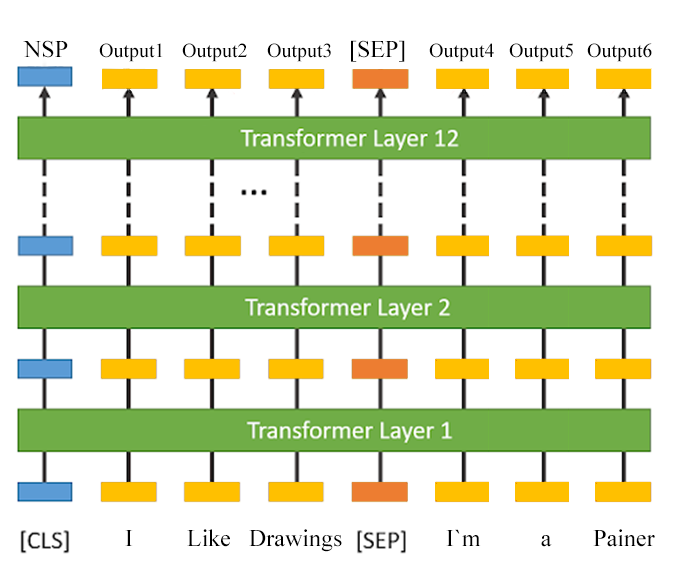 NSP Output1 Output2 Output3 [SEP] Output4 Output5 Output6
Transformer Layer 12
...
Transformer Layer 2
Transformer Layer 1
[CLS] I Like Drawings [SEP] I`m a Painer